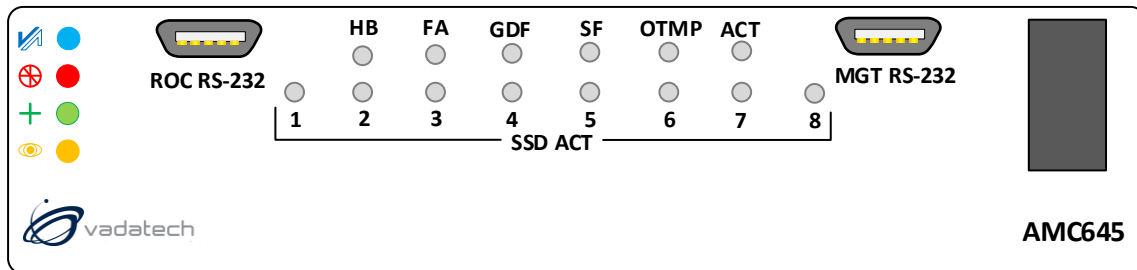 HB FA GDF SF OTMP ACT
ROC RS-232
MGT RS-232
1 2 3 4 5 6 7 8
SSD ACT
vadatech
AMC645